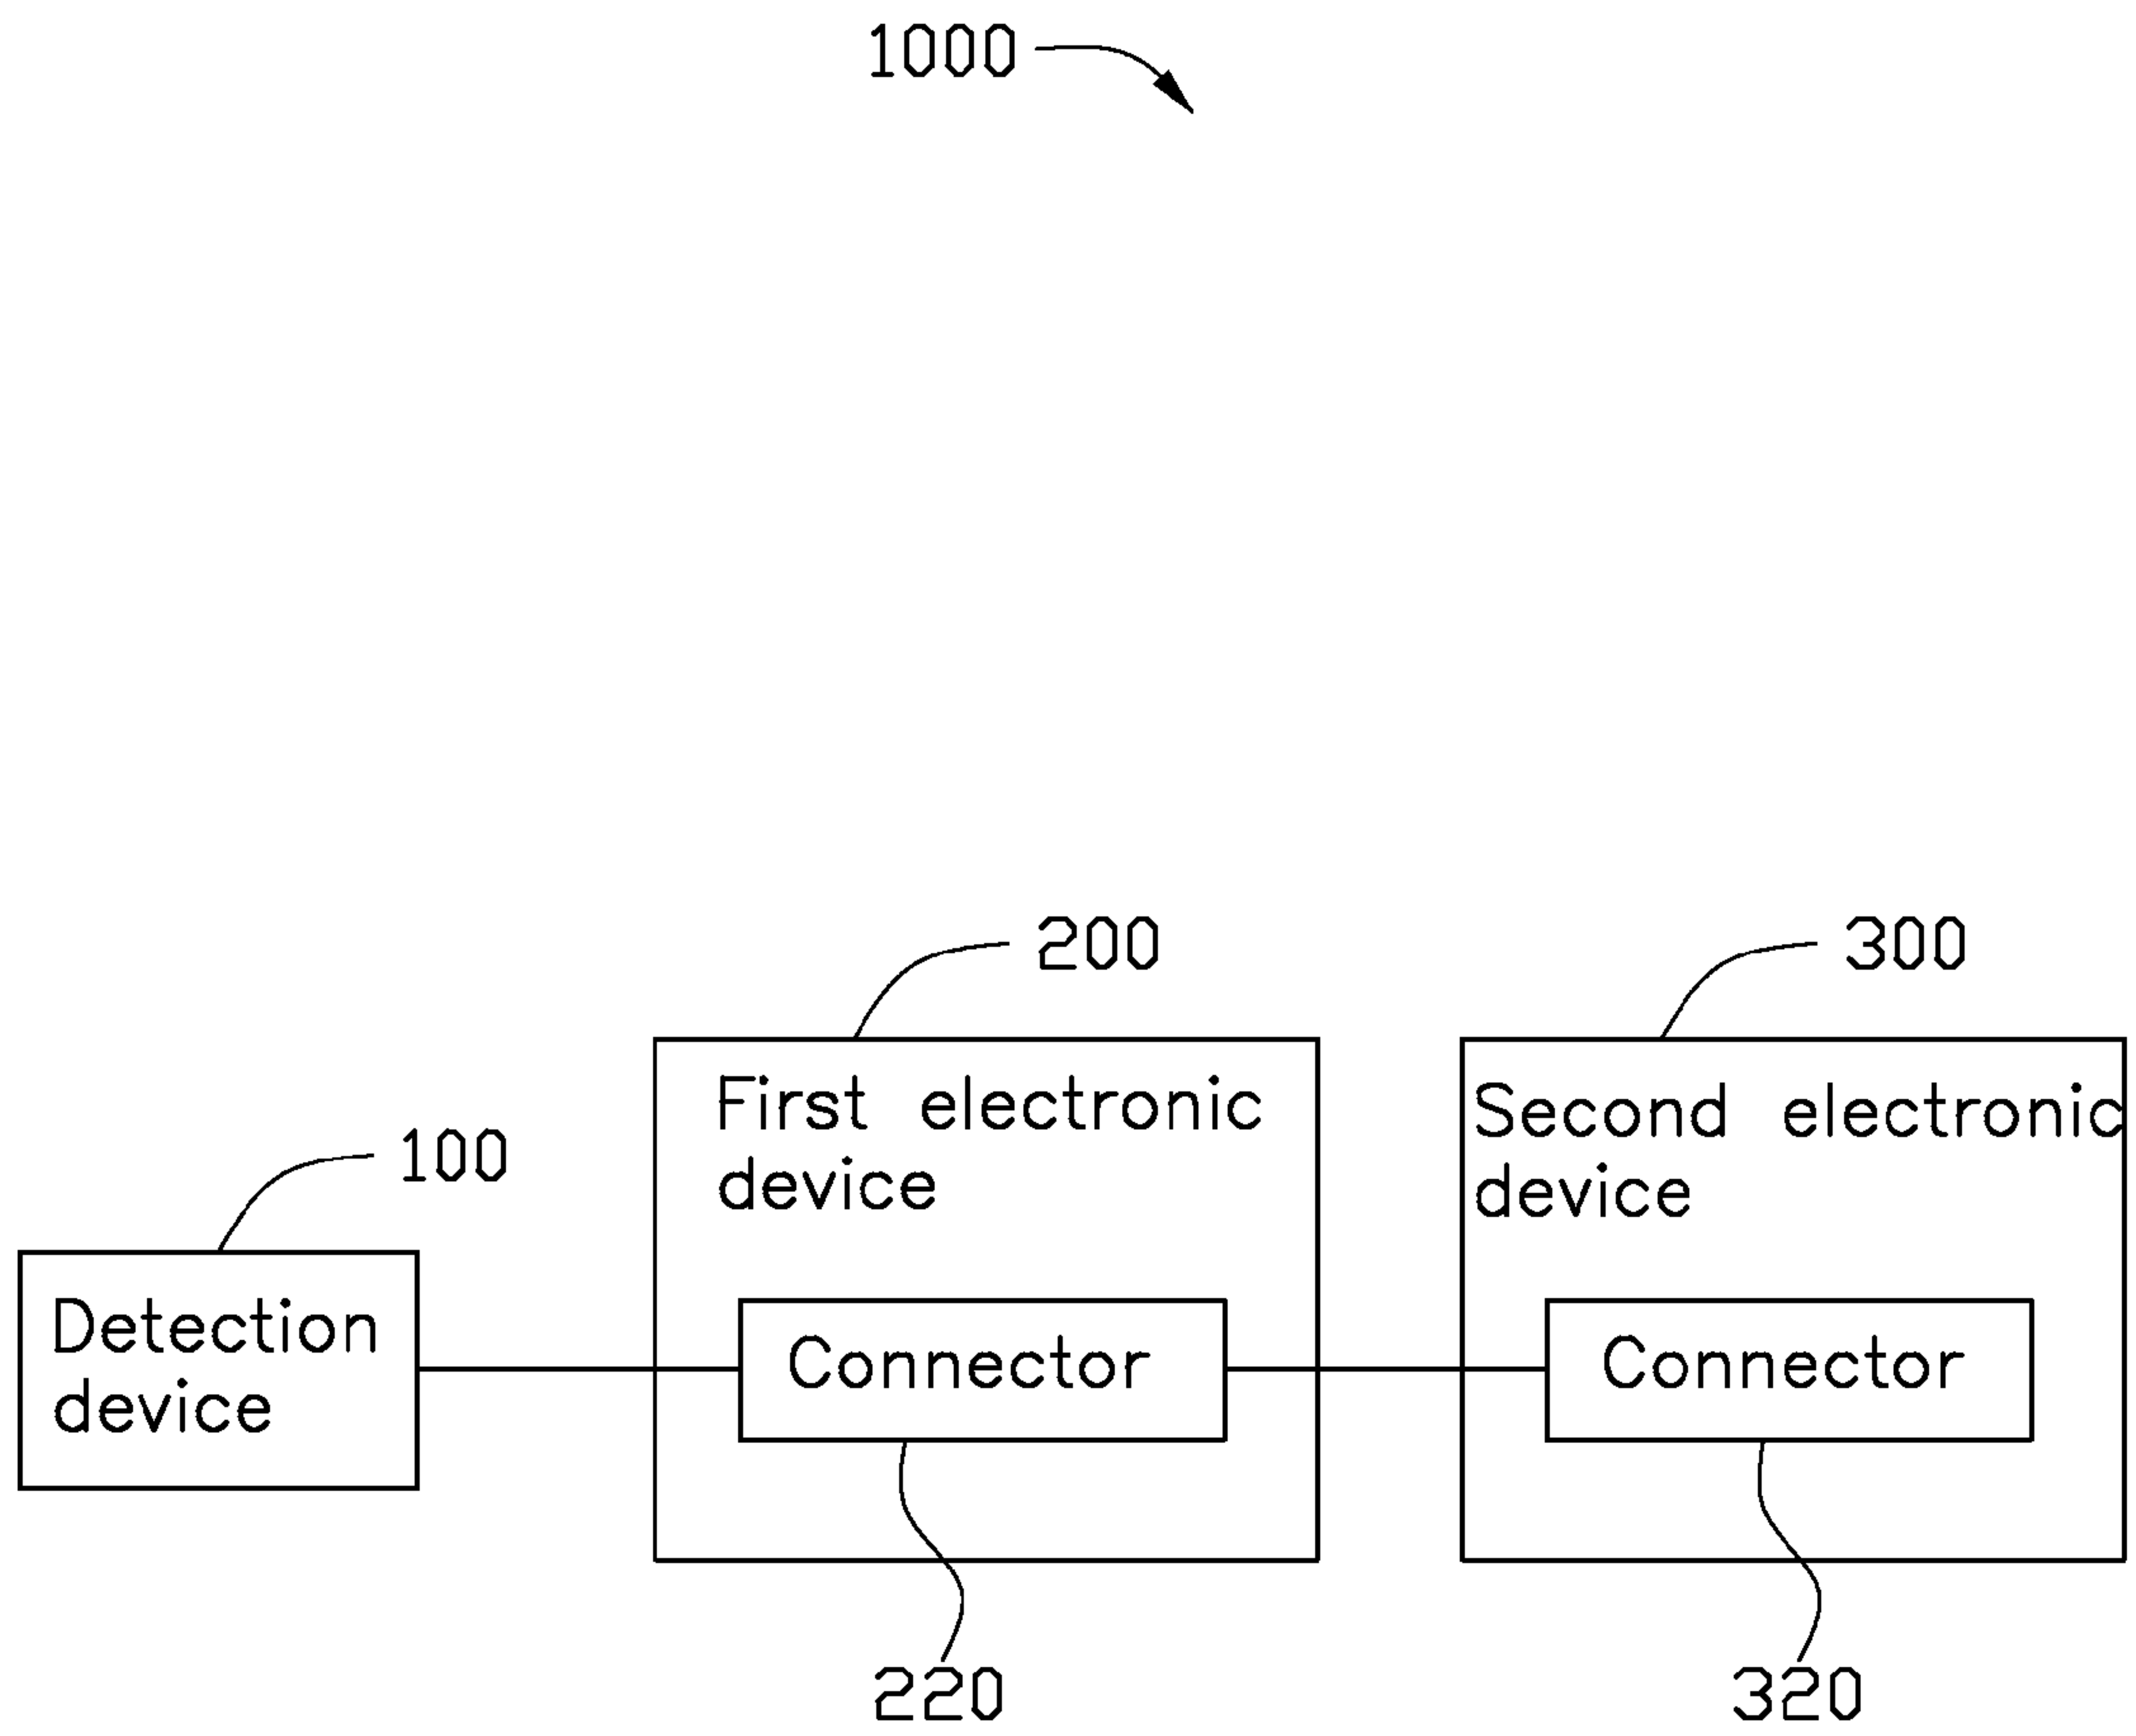 1000
200
300
First electronic
device
Second electronic
device
100
Detection
device
Connector
Connector
220
320